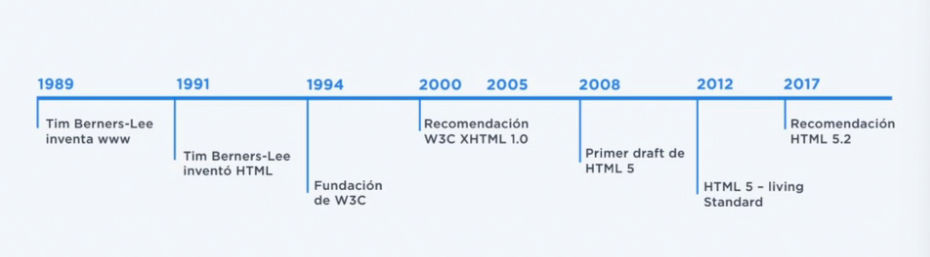 1989
1991
1994
2000
2005
2008
2012
2017
Tim Berners-Lee
inventa www
Tim Berners-Lee
inventó HTML
Fundación
de W3C
Recomendación
W3C XHTML 1.0
Primer draft de
HTML 5
HTML 5 – living
Standard
Recomendación
HTML 5.2